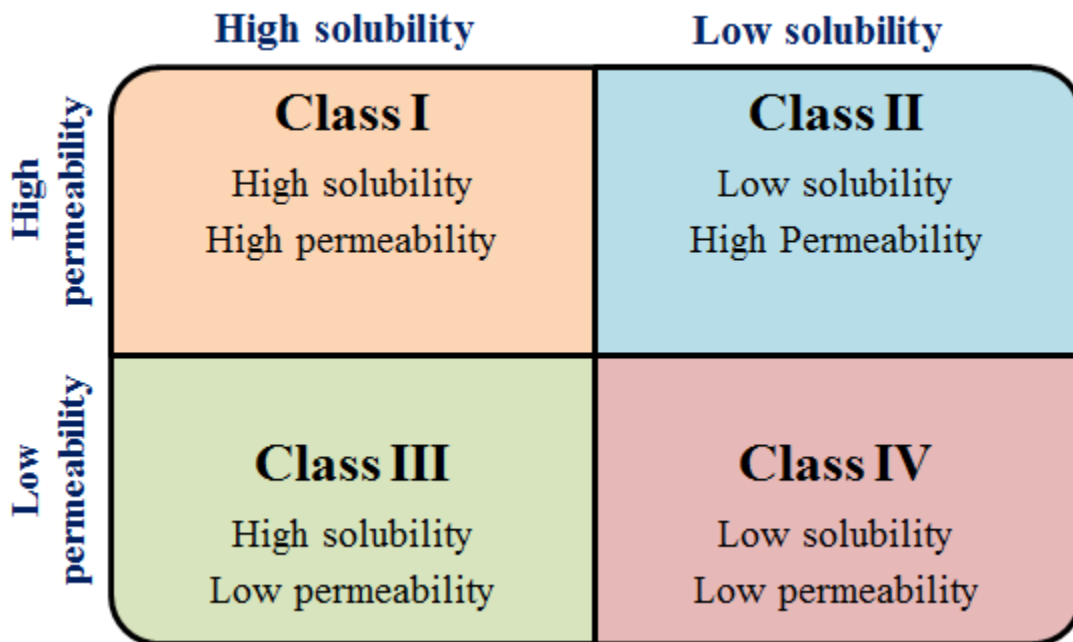 High solubility
Low solubility
High
permeability
Class I
High solubility
High permeability
Class II
Low solubility
High Permeability
Low
permeability
Class III
High solubility
Low permeability
Class IV
Low solubility
Low permeability